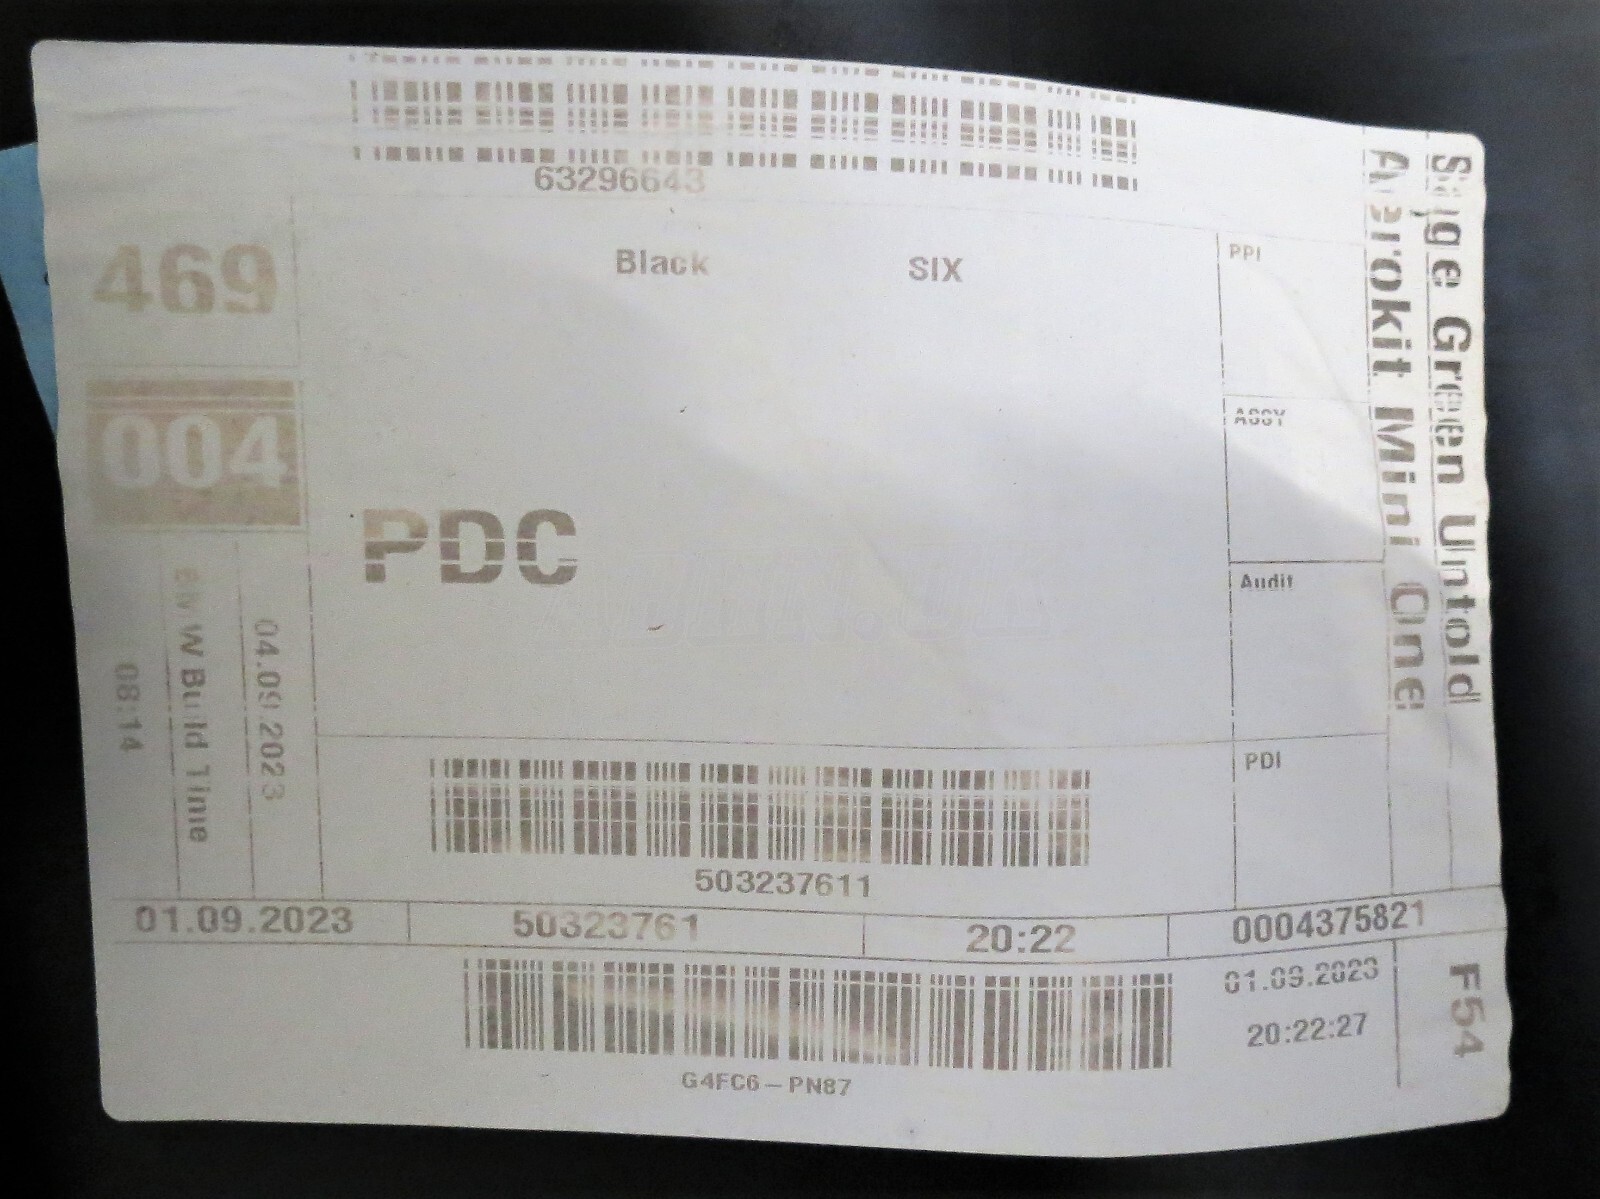 63296643
469
Black SIX
PPI
004
ASSY
PDC
Audit
PDI
Sage Green Untold
Aerokit Mini One
04.09.2023
BMW Build Time
08:14
503237611
01.09.2023 50323761 20:22 0004375821
01.09.2023
20:22:27
F54
G4FC6-PN87